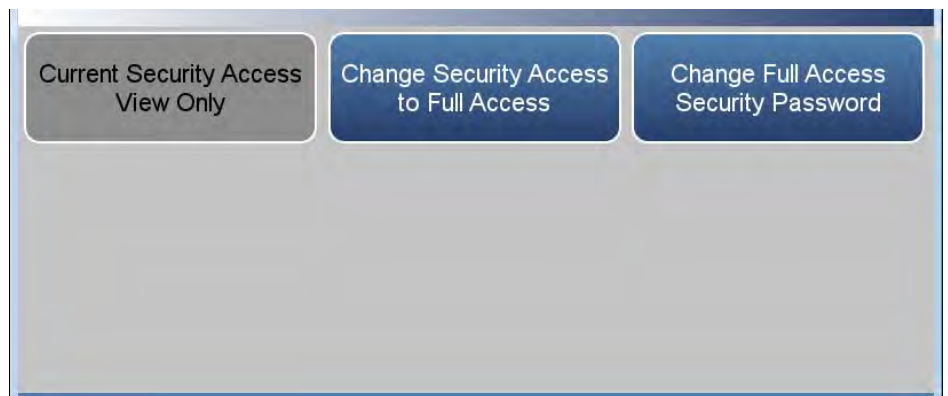 Current Security Access
View Only
Change Security Access
to Full Access
Change Full Access
Security Password